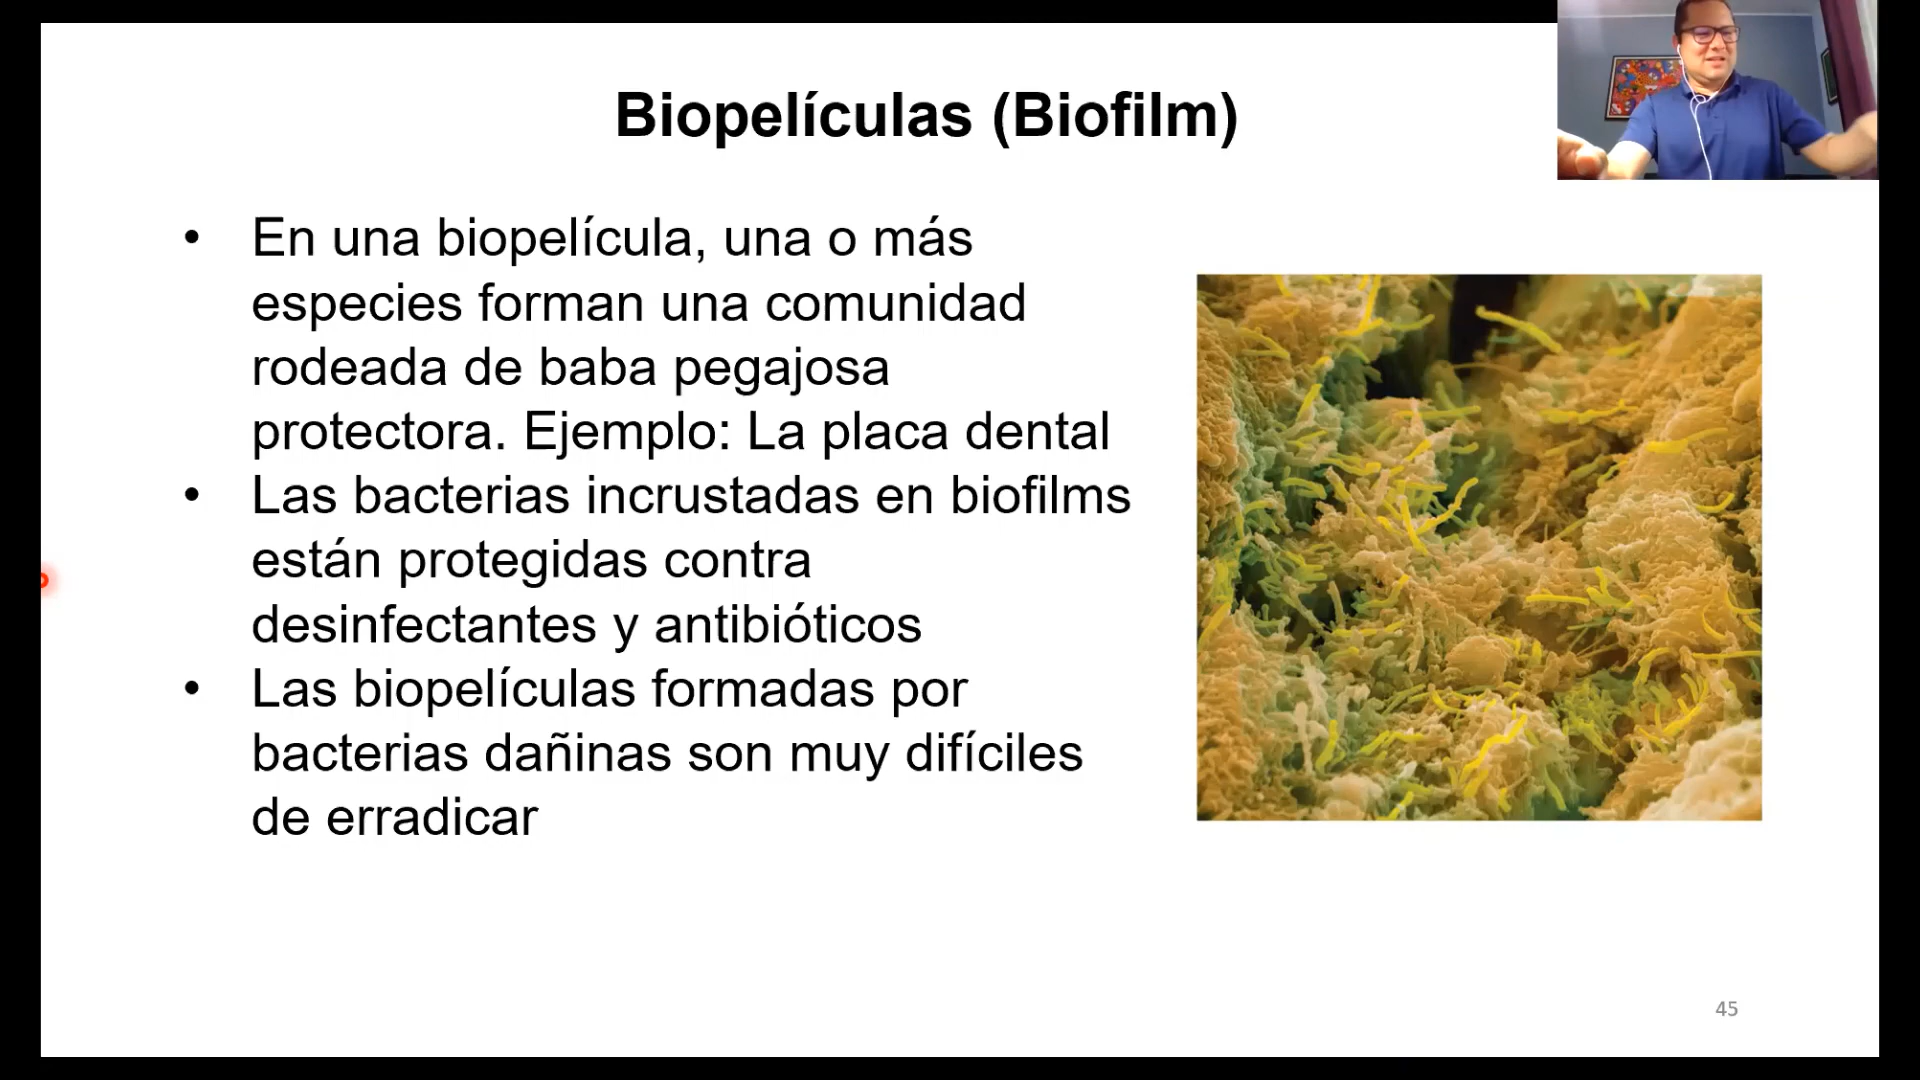 Biopelículas (Biofilm)
• En una biopelícula, una o más
especies forman una comunidad
rodeada de baba pegajosa
protectora. Ejemplo: La placa dental
• Las bacterias incrustadas en biofilms
están protegidas contra
desinfectantes y antibióticos
• Las biopelículas formadas por
bacterias dañinas son muy difíciles
de erradicar
45